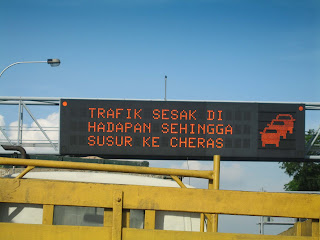 TRAFIK SESAK DI
HADAPAN SEHINGGA
SUSUR KE CHERAS